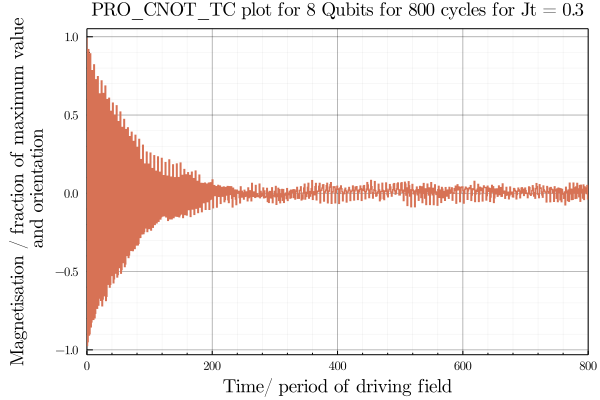 PRO_CNOT_TC plot for 8 Qubits for 800 cycles for Jt = 0.3
Magnetisation / fraction of maximum value
and orientation
1.0
0.5
0.0
−0.5
−1.0
0 200 400 600 800
Time/ period of driving field